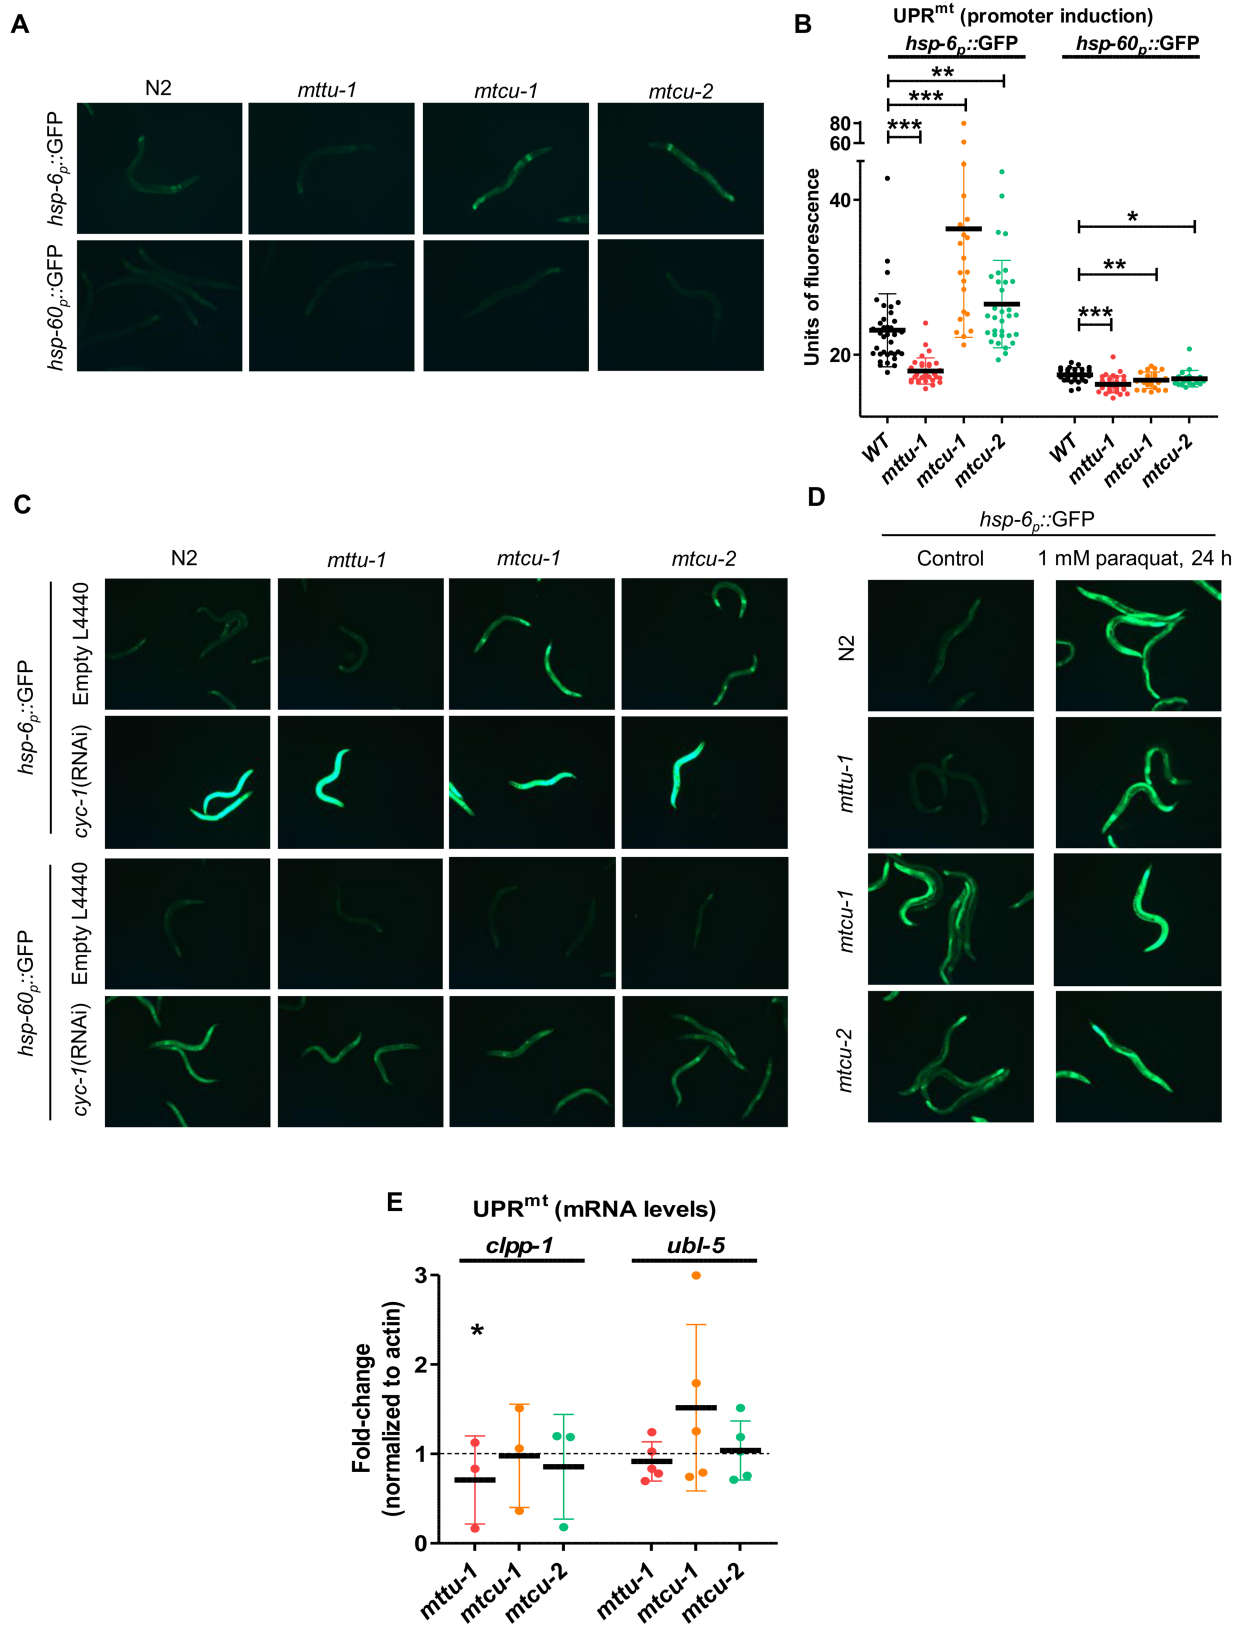 A
N2
mttu-1
mtcu-1
mtcu-2
hsp-6p::GFP
hsp-60p::GFP
B
UPRmt (promoter induction)
hsp-6p::GFP
hsp-60p::GFP
**
***
***
*
**
***
80
60
40
20
Units of fluorescence
WT
mttu-1
mtcu-1
mtcu-2
WT
mttu-1
mtcu-1
mtcu-2
C
N2
mttu-1
mtcu-1
mtcu-2
hsp-6p::GFP
Empty L4440
cyc-1(RNAi)
hsp-60p::GFP
Empty L4440
cyc-1(RNAi)
D
hsp-6p::GFP
Control
1 mM paraquat, 24 h
N2
mttu-1
mtcu-1
mtcu-2
E
UPRmt (mRNA levels)
clpp-1
ubl-5
*
3
2
1
0
Fold-change
(normalized to actin)
mttu-1
mtcu-1
mtcu-2
mttu-1
mtcu-1
mtcu-2